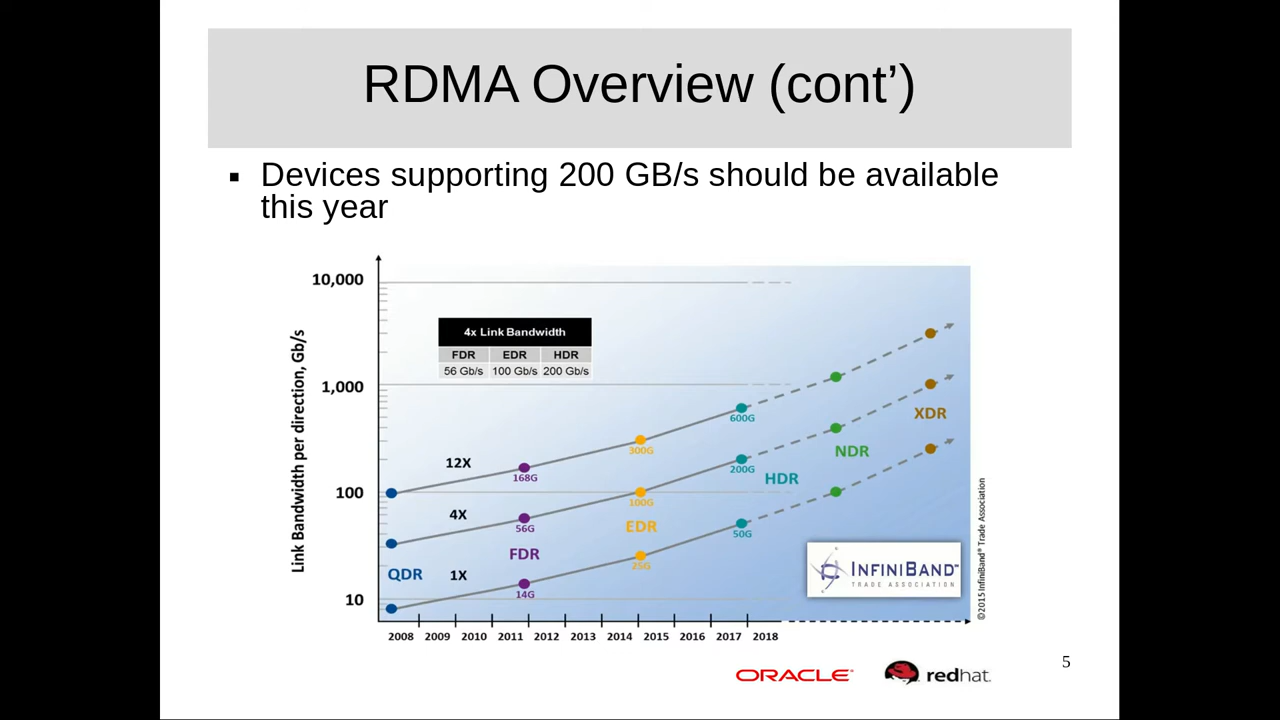 RDMA Overview (cont’)
▪ Devices supporting 200 GB/s should be available
this year
Link Bandwidth per direction, Gb/s
10,000
1,000
100
10
4x Link Bandwidth
FDR EDR HDR
56 Gb/s 100 Gb/s 200 Gb/s
12X
168G
300G
600G
4X
56G
100G
200G
1X
14G
25G
50G
QDR
FDR
EDR
HDR
NDR
XDR
INFINIBAND™
TRADE ASSOCIATION
©2015 InfiniBand® Trade Association
2008 2009 2010 2011 2012 2013 2014 2015 2016 2017 2018
ORACLE®
redhat.
5